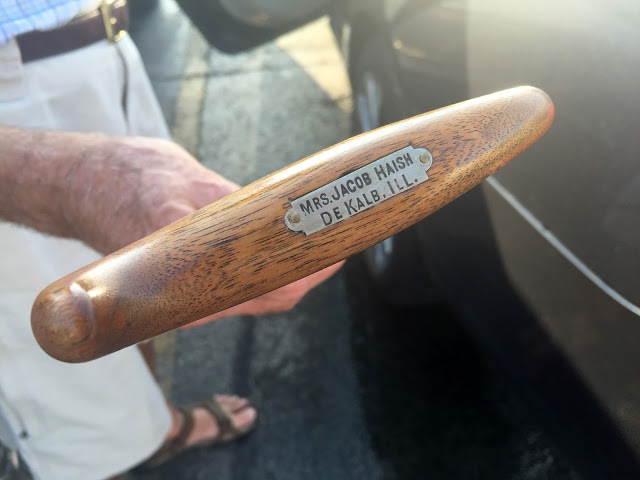 MRS. JACOB HAISH
DE KALB, ILL.